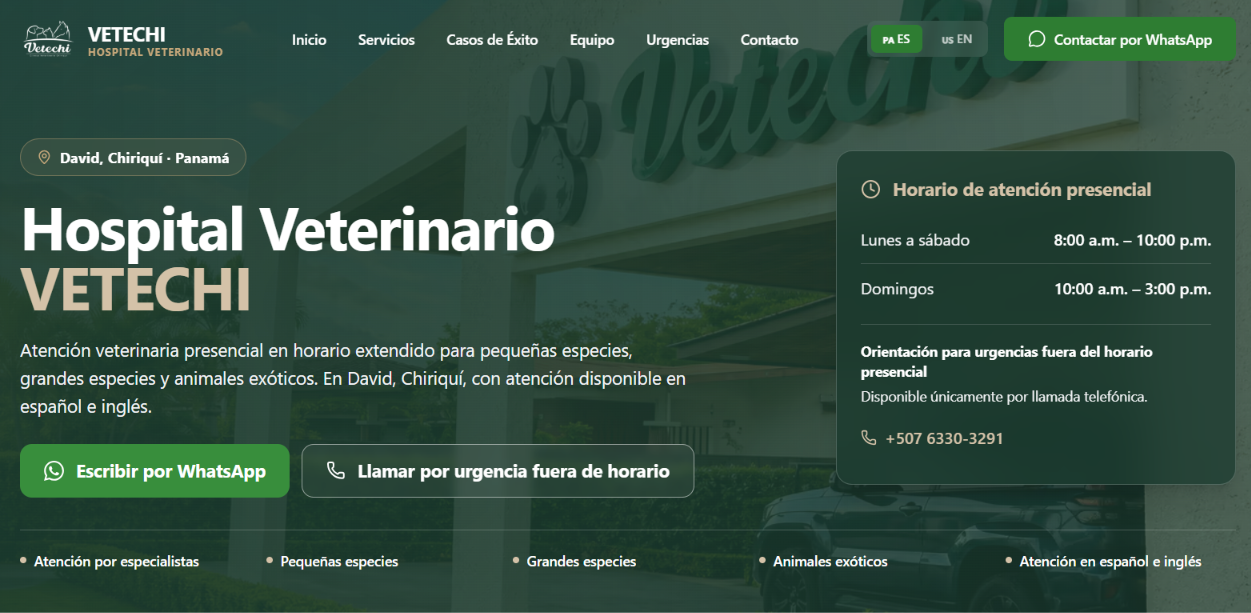 Vetechi
VETECHI
HOSPITAL VETERINARIO
Inicio
Servicios
Casos de Éxito
Equipo
Urgencias
Contacto
PA ES
US EN
Contactar por WhatsApp
Vetechi
David, Chiriquí · Panamá
Hospital Veterinario
VETECHI
Atención veterinaria presencial en horario extendido para pequeñas especies,
grandes especies y animales exóticos. En David, Chiriquí, con atención disponible en
español e inglés.
Escribir por WhatsApp
Llamar por urgencia fuera de horario
Horario de atención presencial
Lunes a sábado 8:00 a.m. – 10:00 p.m.
Domingos 10:00 a.m. – 3:00 p.m.
Orientación para urgencias fuera del horario
presencial
Disponible únicamente por llamada telefónica.
+507 6330-3291
Atención por especialistas
Pequeñas especies
Grandes especies
Animales exóticos
Atención en español e inglés